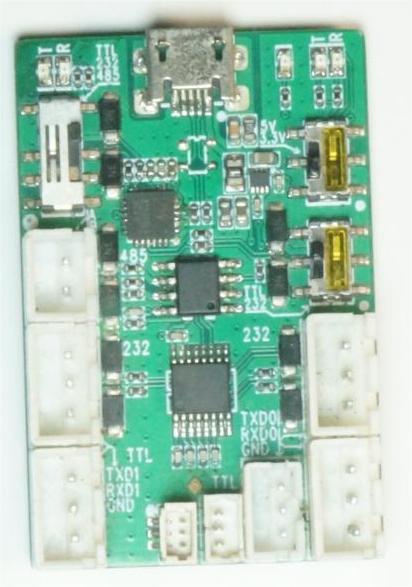 T R
TTL
232
485
T R
5V
3.3V
485
TTL
232
232
232
TTL
TXD1
RXD1
GND
TXD0
RXD0
GND
TTL